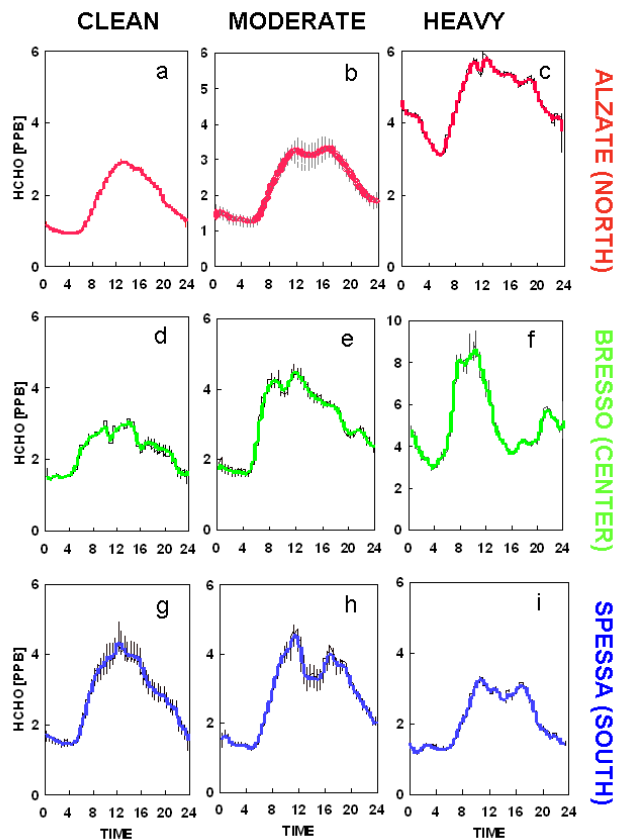 CLEAN MODERATE HEAVY
6 a 6 b 6 c
4 4 4
3
2 2 2
1
0 0 0
HCHO [PPB]
0 4 8 12 16 20 24 0 4 8 12 16 20 24 0 4 8 12 16 20 24
ALZATE (NORTH)
6 d 6 e 10 f
8
4 4 6
4
2 2 2
0 0 0
HCHO [PPB]
0 4 8 12 16 20 24 0 4 8 12 16 20 24 0 4 8 12 16 20 24
BRESSO (CENTER)
6 g 6 h 6 i
4 4 4
2 2 2
0 0 0
HCHO [PPB]
0 4 8 12 16 20 24 0 4 8 12 16 20 24 0 4 8 12 16 20 24
TIME TIME TIME
SPESSA (SOUTH)